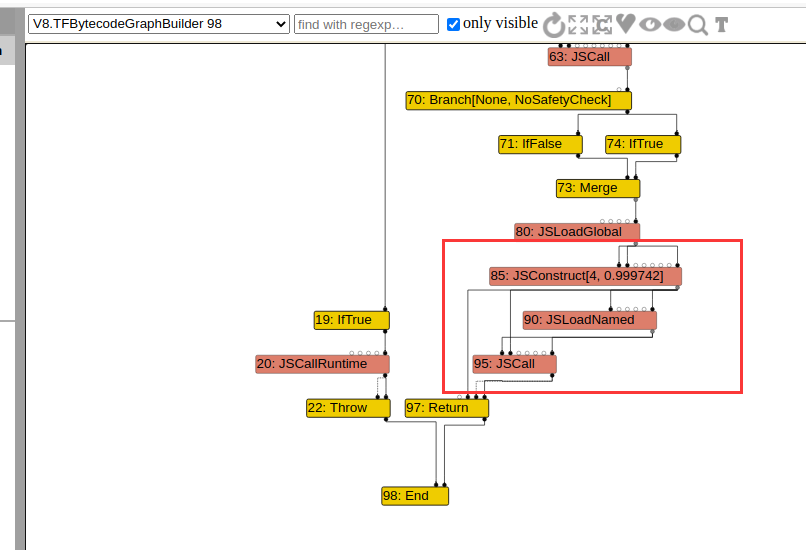 V8.TFBytecodeGraphBuilder 98 find with regexp… only visible T
63: JSCall
70: Branch[None, NoSafetyCheck]
71: IfFalse 74: IfTrue
73: Merge
80: JSLoadGlobal
85: JSConstruct[4, 0.999742]
19: IfTrue 90: JSLoadNamed
20: JSCallRuntime 95: JSCall
22: Throw 97: Return
98: End